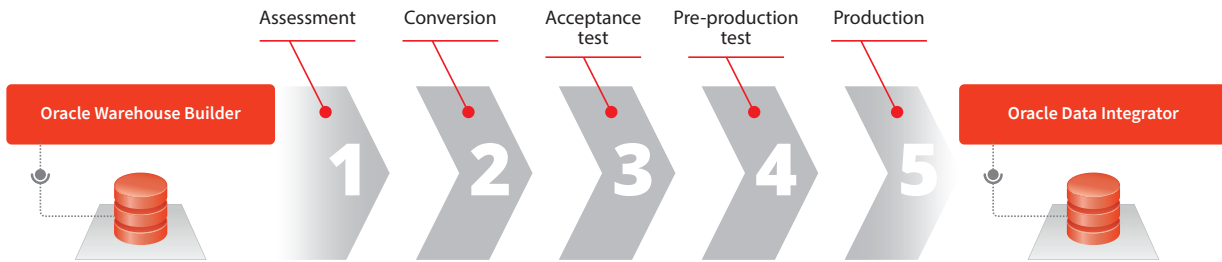 Assessment
Conversion
Acceptance
test
Pre-production
test
Production
Oracle Warehouse Builder
1
2
3
4
5
Oracle Data Integrator